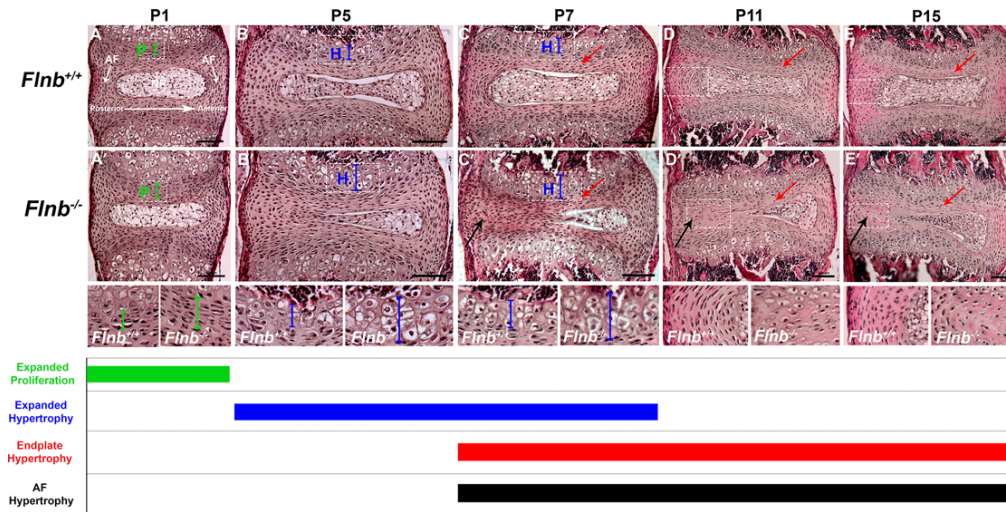 P1 P5 P7 P11 P15
A B C D E
P H H
AF AF
NP
Flnb+/+
Posterior Anterior
A' B' C' D' E'
P H H
Flnb-/-
Flnb+/+ Flnb-/- Flnb+/+ Flnb-/- Flnb+/+ Flnb-/- Flnb+/+ Flnb-/- Flnb+/+ Flnb-/-
Expanded
Proliferation
Expanded
Hypertrophy
Endplate
Hypertrophy
AF
Hypertrophy